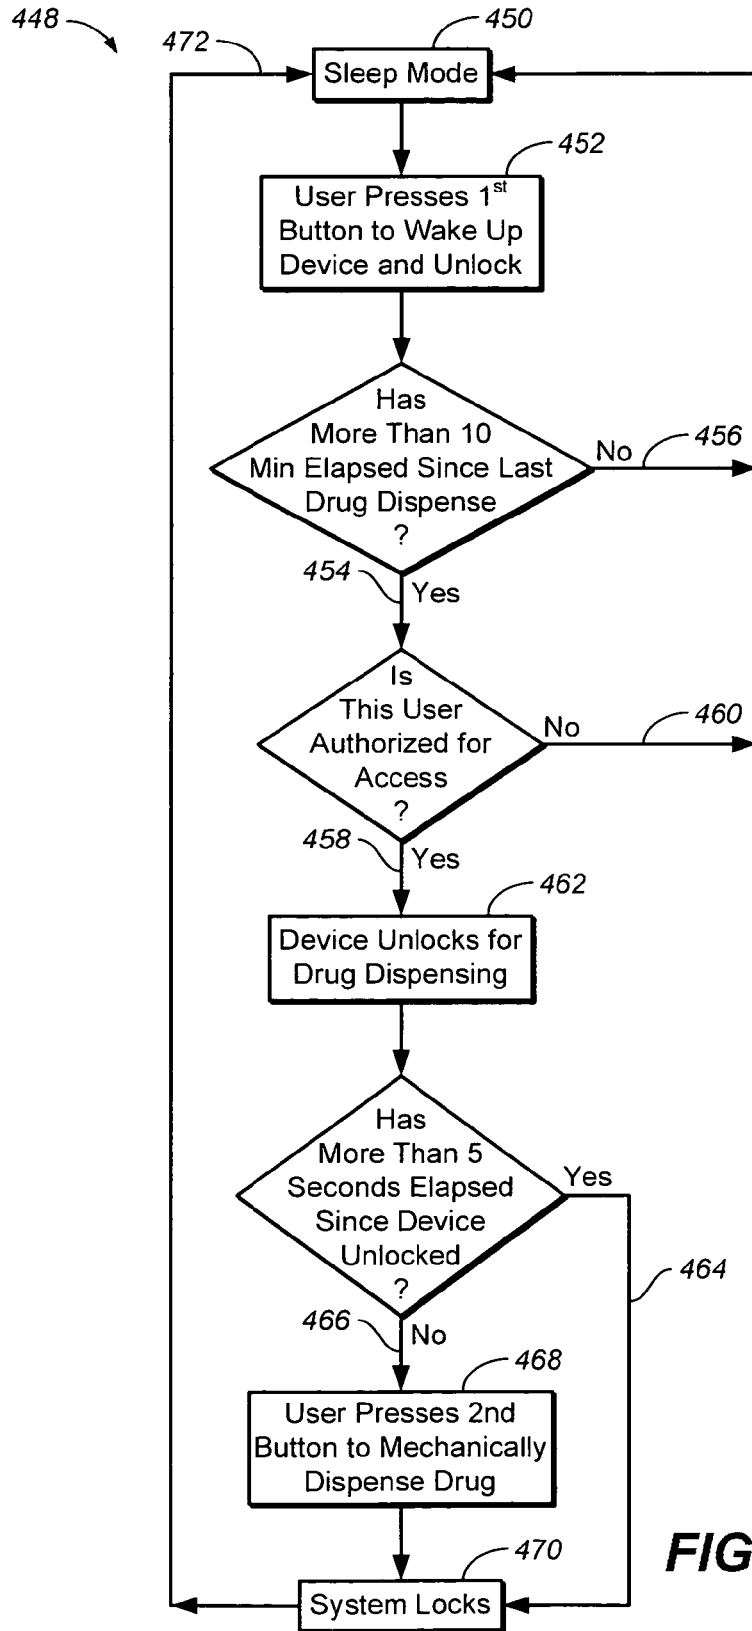 448
472
450
Sleep Mode
452
User Presses 1st
Button to Wake Up
Device and Unlock
Has
More Than 10
Min Elapsed Since Last
Drug Dispense
?
No
456
454
Yes
Is
This User
Authorized for
Access
?
No
460
458
Yes
462
Device Unlocks for
Drug Dispensing
Has
More Than 5
Seconds Elapsed
Since Device
Unlocked
?
Yes
464
466
No
468
User Presses 2nd
Button to Mechanically
Dispense Drug
470
System Locks
FIG